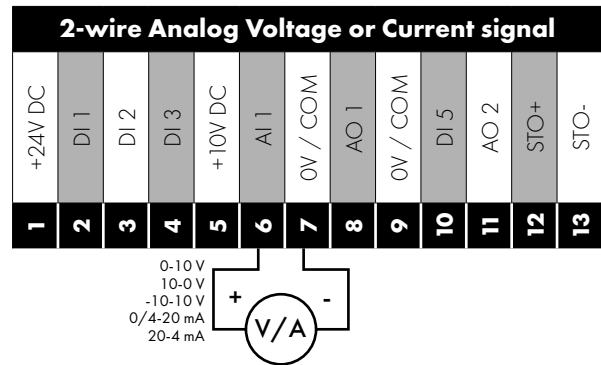 2-wire Analog Voltage or Current signal
+24V DC
DI 1
DI 2
DI 3
+10V DC
AI 1
0V / COM
AO 1
0V / COM
DI 5
AO 2
STO+
STO-
1 2 3 4 5 6 7 8 9 10 11 12 13
0-10 V
10-0 V
-10-10 V
0/4-20 mA
20-4 mA
+ -
V/A